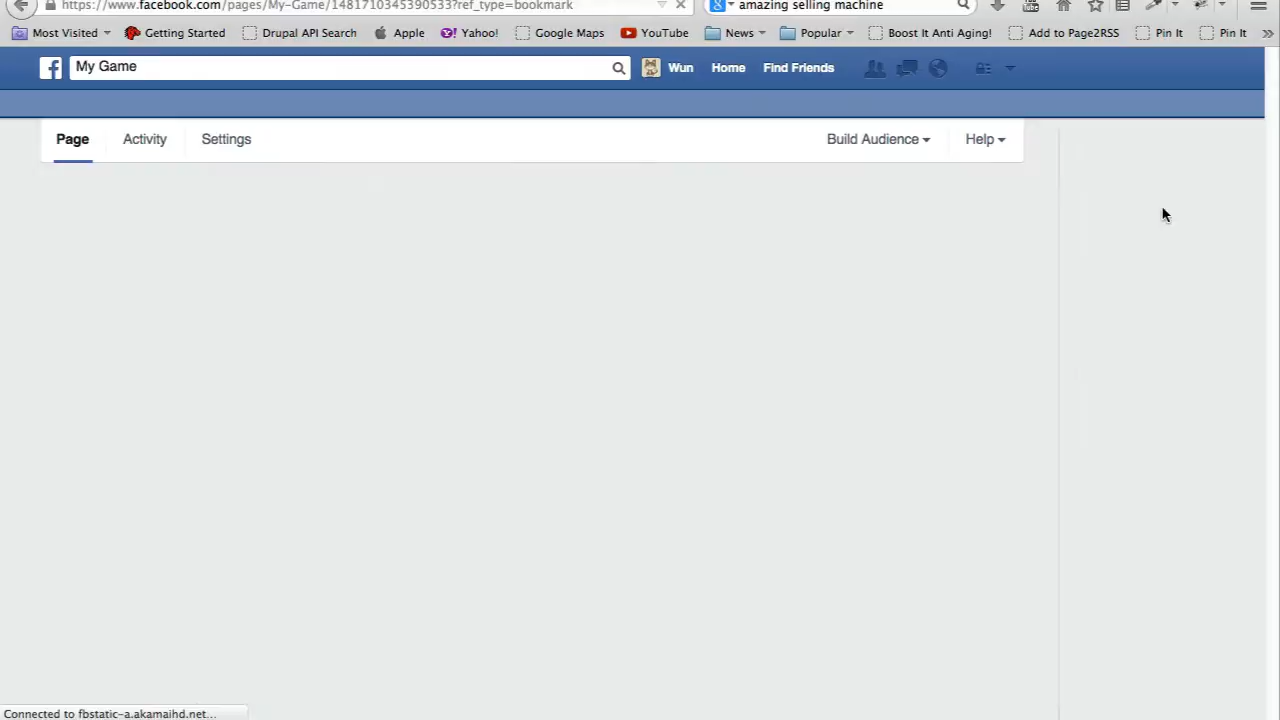 https://www.facebook.com/pages/My-Game/1481710345390533?ref_type=bookmark
amazing selling machine
Most Visited Getting Started Drupal API Search Apple Yahoo! Google Maps YouTube News Popular Boost It Anti Aging! Add to Page2RSS Pin It Pin It
My Game Wun Home Find Friends
Page Activity Settings Build Audience Help
Connected to fbstatic-a.akamaihd.net...